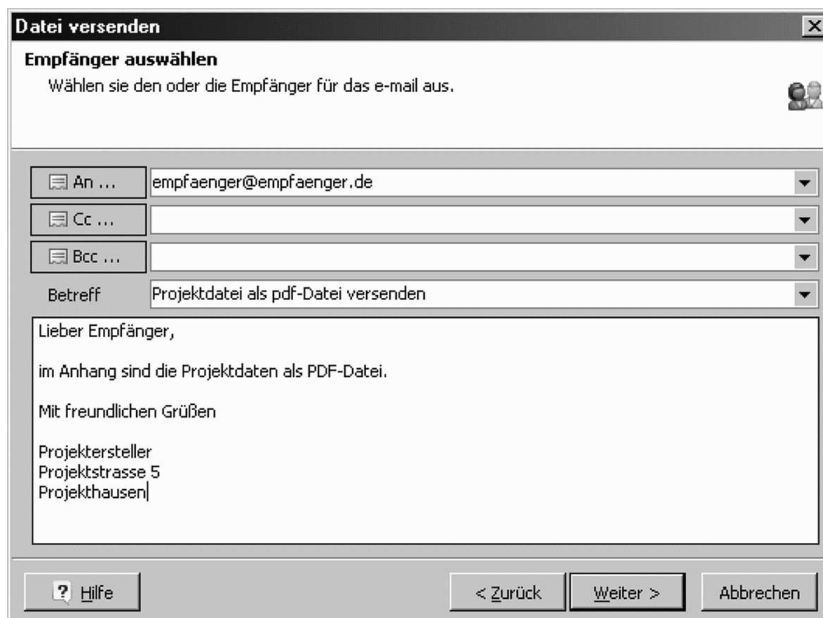 Datei versenden
Empfänger auswählen
Wählen sie den oder die Empfänger für das e-mail aus.
An ... empfaenger@empfaenger.de
Cc ...
Bcc ...
Betreff Projektdatei als pdf-Datei versenden
Lieber Empfänger,
im Anhang sind die Projektdaten als PDF-Datei.
Mit freundlichen Grüßen
Projektersteller
Projektstrasse 5
Projekthausen
? Hilfe < Zurück Weiter > Abbrechen